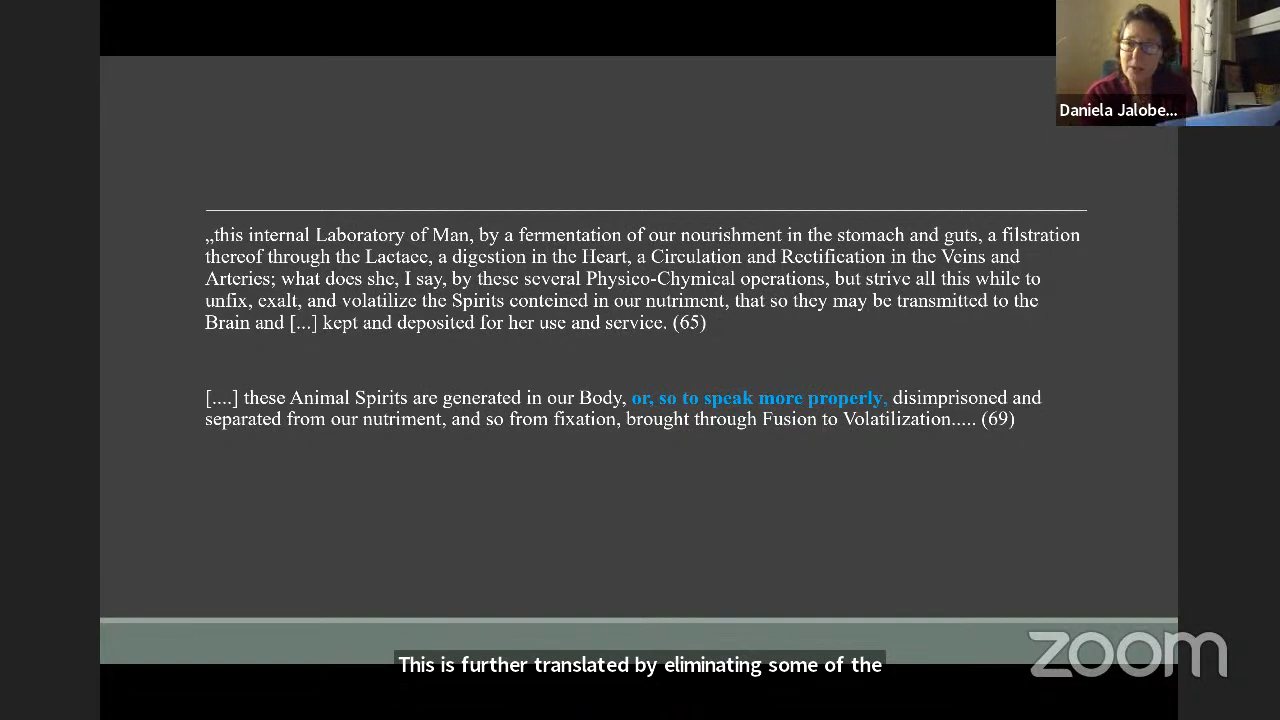 Daniela Jalobe...
„this internal Laboratory of Man, by a fermentation of our nourishment in the stomach and guts, a filstration
thereof through the Lactaee, a digestion in the Heart, a Circulation and Rectification in the Veins and
Arteries; what does she, I say, by these several Physico-Chymical operations, but strive all this while to
unfix, exalt, and volatilize the Spirits conteined in our nutriment, that so they may be transmitted to the
Brain and [...] kept and deposited for her use and service. (65)
[....] these Animal Spirits are generated in our Body, or, so to speak more properly, disimprisoned and
separated from our nutriment, and so from fixation, brought through Fusion to Volatilization..... (69)
zoom
This is further translated by eliminating some of the